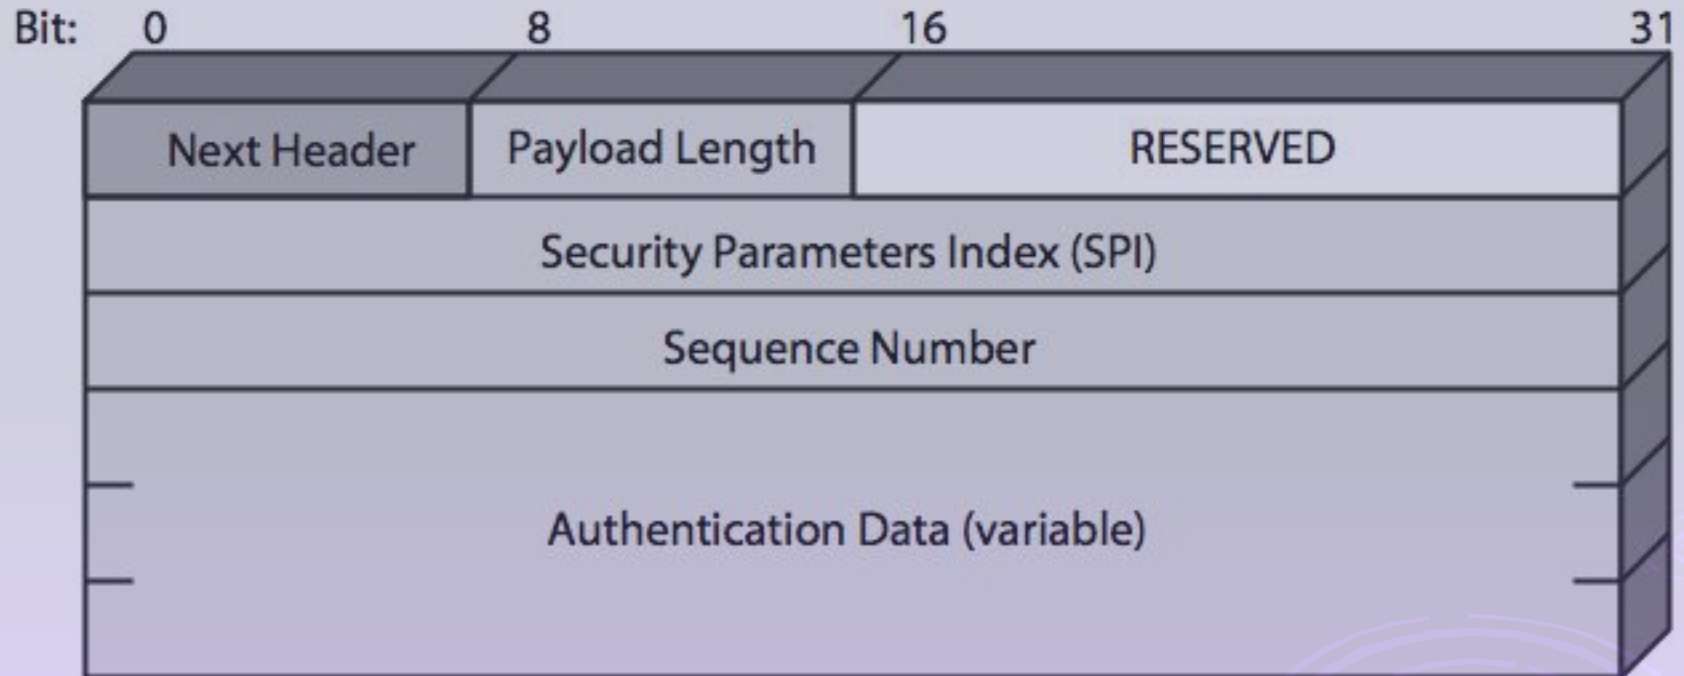 Bit: 0 8 16 31
Next Header Payload Length RESERVED
Security Parameters Index (SPI)
Sequence Number
Authentication Data (variable)